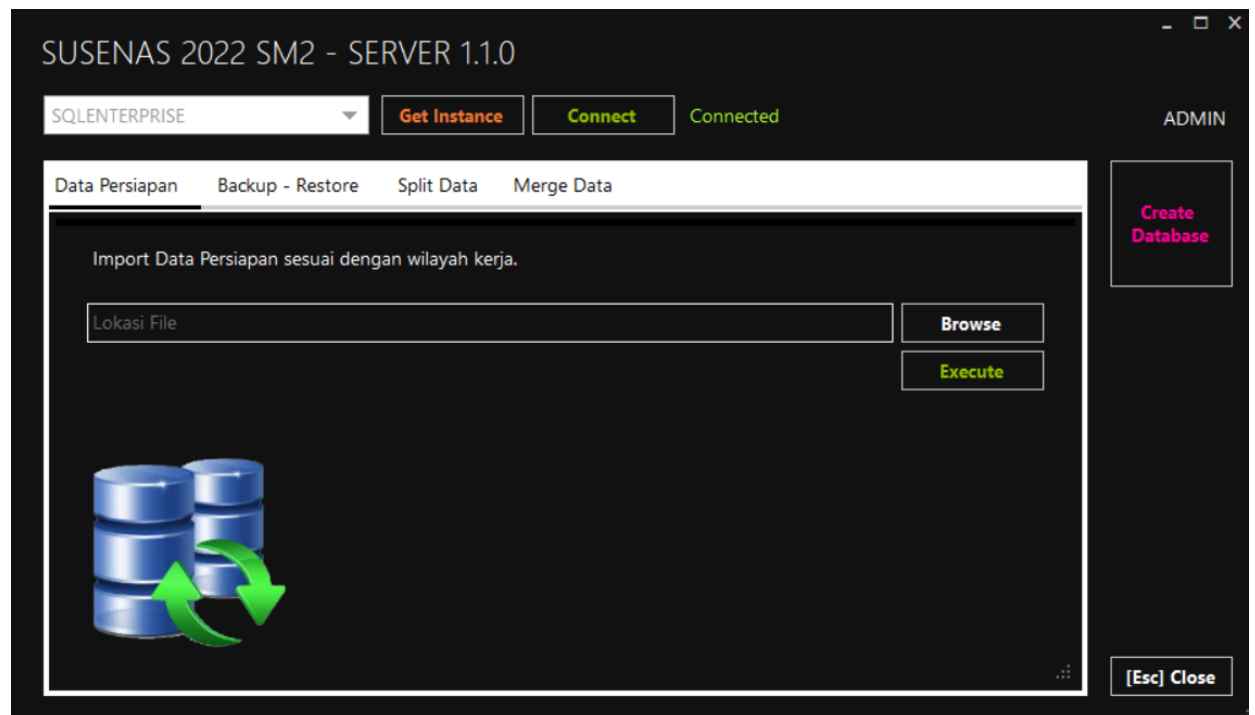 SUSENAS 2022 SM2 - SERVER 1.1.0
SQLENTERPRISE
Get Instance
Connect
Connected
ADMIN
Data Persiapan
Backup - Restore
Split Data
Merge Data
Create
Database
Import Data Persiapan sesuai dengan wilayah kerja.
Lokasi File
Browse
Execute
[Esc] Close